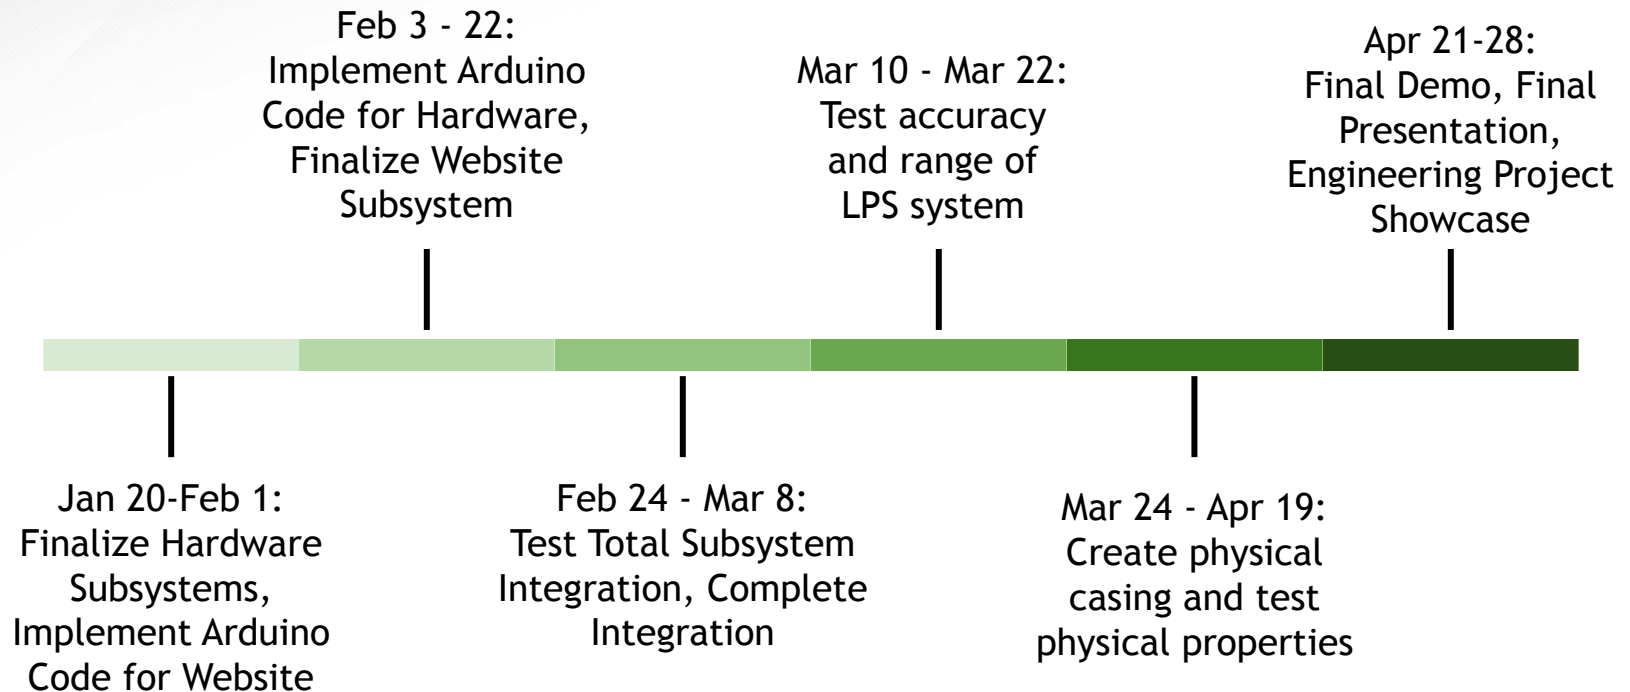 Feb 3 - 22:
Implement Arduino
Code for Hardware,
Finalize Website
Subsystem
Mar 10 - Mar 22:
Test accuracy
and range of
LPS system
Apr 21-28:
Final Demo, Final
Presentation,
Engineering Project
Showcase
Jan 20-Feb 1:
Finalize Hardware
Subsystems,
Implement Arduino
Code for Website
Feb 24 - Mar 8:
Test Total Subsystem
Integration, Complete
Integration
Mar 24 - Apr 19:
Create physical
casing and test
physical properties